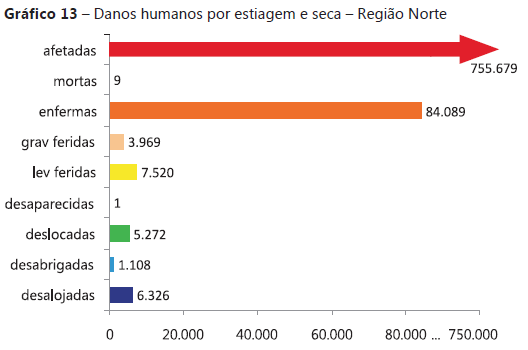 Gráfico 13 – Danos humanos por estiagem e seca – Região Norte
afetadas
755.679
mortas 9
enfermas 84.089
grav feridas 3.969
lev feridas 7.520
desaparecidas 1
deslocadas 5.272
desabrigadas 1.108
desalojadas 6.326
0 20.000 40.000 60.000 80.000 ... 750.000